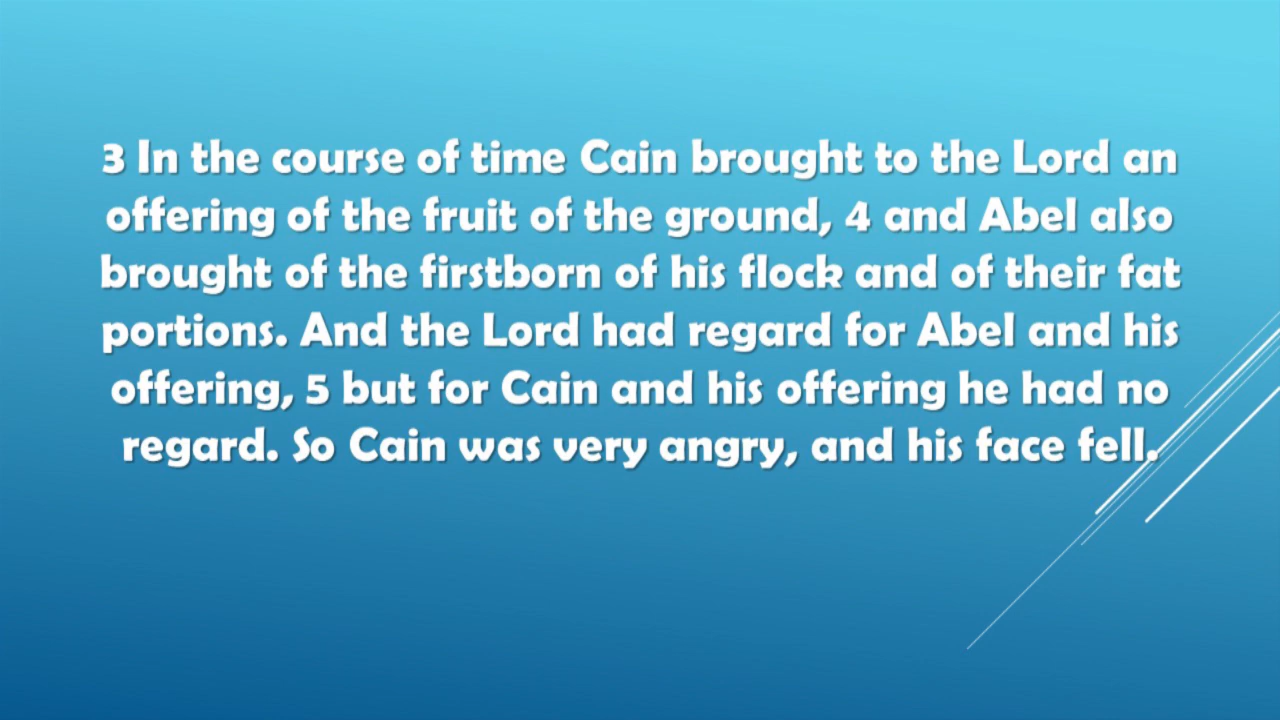 3 In the course of time Cain brought to the Lord an
offering of the fruit of the ground, 4 and Abel also
brought of the firstborn of his flock and of their fat
portions. And the Lord had regard for Abel and his
offering, 5 but for Cain and his offering he had no
regard. So Cain was very angry, and his face fell.